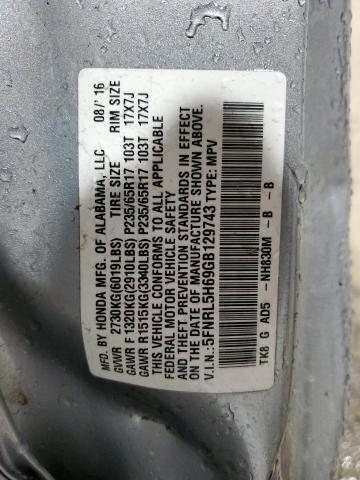 MFD. BY HONDA MFG. OF ALABAMA, LLC 08/'16
GVWR 2730KG(6019LBS) TIRE SIZE RIM SIZE
GAWR F 1320KG(2910LBS) P235/65R17 103T 17X7J
GAWR R1515KG(3340LBS) P235/65R17 103T 17X7J
THIS VEHICLE CONFORMS TO ALL APPLICABLE
FEDERAL MOTOR VEHICLE SAFETY
AND THEFT PREVENTION STANDARDS IN EFFECT
ON THE DATE OF MANUFACTURE SHOWN ABOVE.
V.I.N.:5FNRL5H69GB129743 TYPE: MPV
TK8 G AD5 -NH830M - B - B